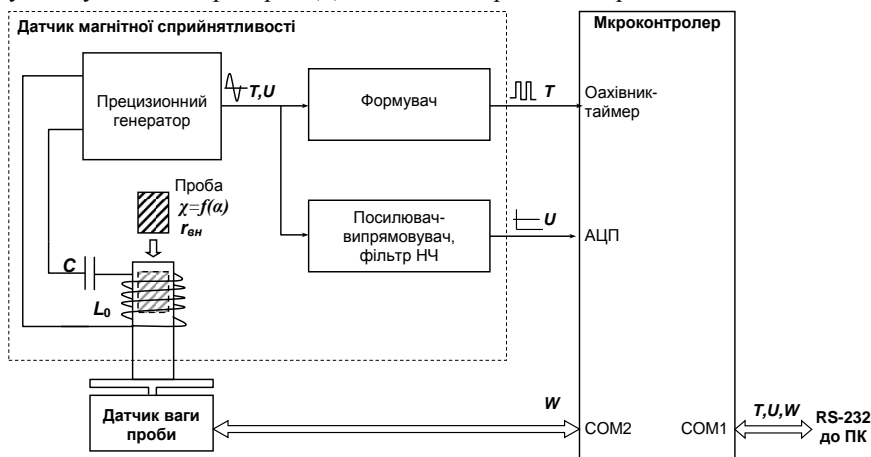 Датчик магнітної сприйнятливості
Мкроконтролер
Прецизионний
генератор
T,U
Формувач
T
Оахівник-
таймер
Проба
χ=f(α)
rвн
Посилювач-
випрямовувач,
фільтр НЧ
U
АЦП
C
L0
Датчик ваги
проби
W
COM2
COM1
T,U,W
RS-232
до ПК